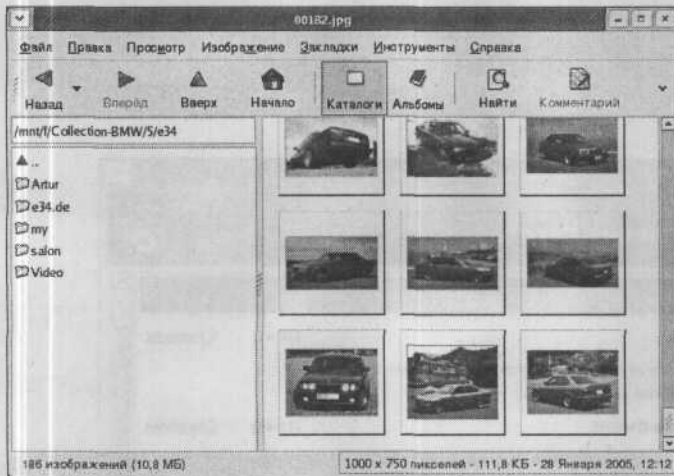 00182.jpg
Файл Правка Просмотр Изображение Закладки Инструменты Справка
Назад Вперёд Вверх Начало Каталоги Альбомы Найти Комментарий
/mnt/f/Collection-BMW/5/e34
..
Artur
e34.de
my
salon
Video
186 изображений (10,8 МБ)
1000 x 750 пикселей - 111,8 КБ - 28 Января 2005, 12:12